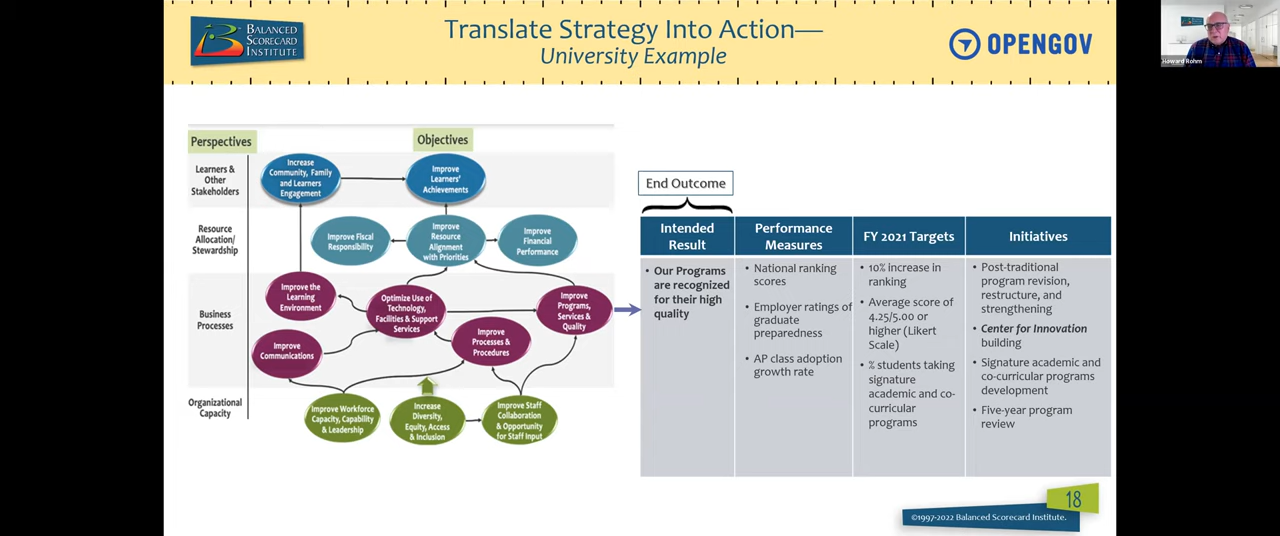 BALANCED
SCORECARD
INSTITUTE
Translate Strategy Into Action—
University Example
OPENGOV
Howard Rohm
Perspectives
Objectives
Learners &
Other
Stakeholders
Increase
Community, Family
and Learners
Engagement
Improve
Learners'
Achievements
Resource
Allocation/
Stewardship
Improve Fiscal
Responsibility
Improve
Resource
Alignment
with Priorities
Improve
Financial
Performance
Business
Processes
Improve the
Learning
Environment
Optimize Use of
Technology,
Facilities & Support
Services
Improve
Programs,
Services &
Quality
Improve
Communications
Improve
Processes &
Procedures
Organizational
Capacity
Improve Workforce
Capacity, Capability
& Leadership
Increase
Diversity,
Equity, Access
& Inclusion
Improve Staff
Collaboration
& Opportunity
for Staff Input
End Outcome
Intended
Result
Performance
Measures
FY 2021 Targets
Initiatives
• Our Programs
are recognized
for their high
quality
• National ranking
scores
• Employer ratings of
graduate
preparedness
• AP class adoption
growth rate
• 10% increase in
ranking
• Average score of
4.25/5.00 or
higher (Likert
Scale)
• % students taking
signature
academic and co-
curricular
programs
• Post-traditional
program revision,
restructure, and
strengthening
• Center for Innovation
building
• Signature academic and
co-curricular programs
development
• Five-year program
review
18
©1997-2022 Balanced Scorecard Institute.